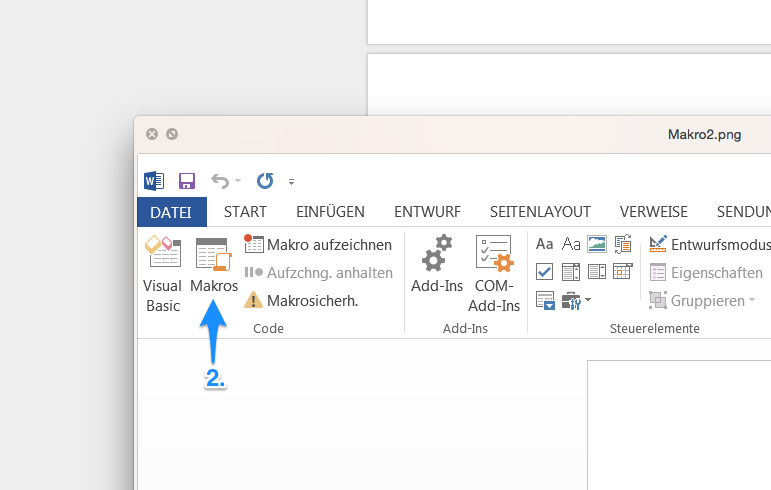 Makro2.png
W
DATEI START EINFÜGEN ENTWURF SEITENLAYOUT VERWEISE SENDUN
Visual Basic
Makros
Makro aufzeichnen
Aufzchng. anhalten
Makrosicherh.
Code
Add-Ins
COM-
Add-Ins
Add-Ins
Aa Aa
Entwurfsmodus
Eigenschaften
Gruppieren
Steuerelemente
2.